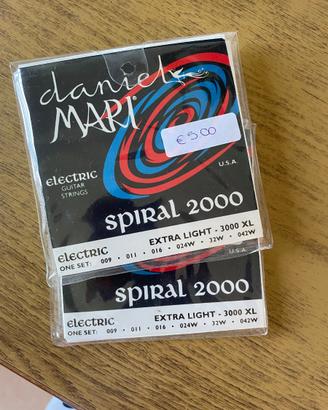 daniel
MARI
€5.00
U.S.A.
electric
GUITAR
STRINGS
spiral 2000
electric EXTRA LIGHT - 3000 XL
ONE SET: 009 • 011 • 016 • 024W • 32W • 042W
U.S.A.
spiral 2000
electric EXTRA LIGHT - 3000 XL
ONE SET: 009 • 011 • 016 • 024W • 32W • 042W